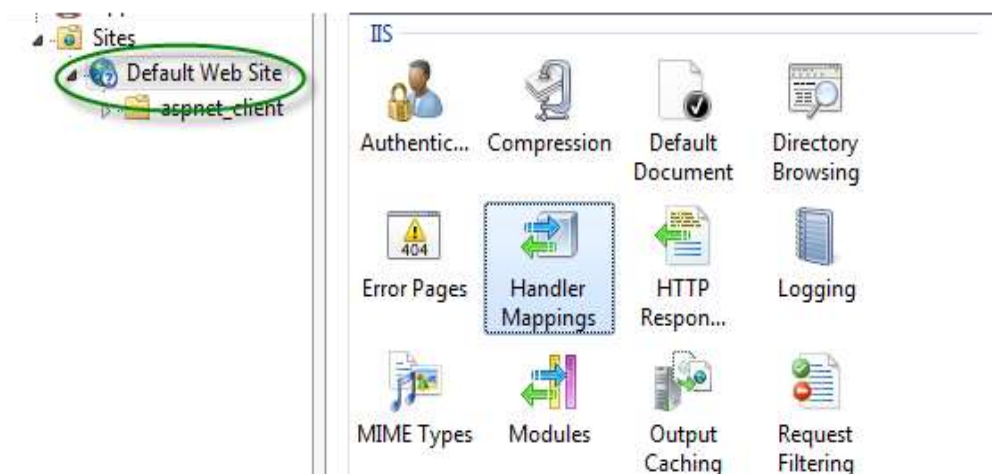 Sites
Default Web Site
aspnet_client
IIS
Authentic... Compression Default Document Directory Browsing
404
Error Pages Handler Mappings HTTP Respon... Logging
MIME Types Modules Output Caching Request Filtering